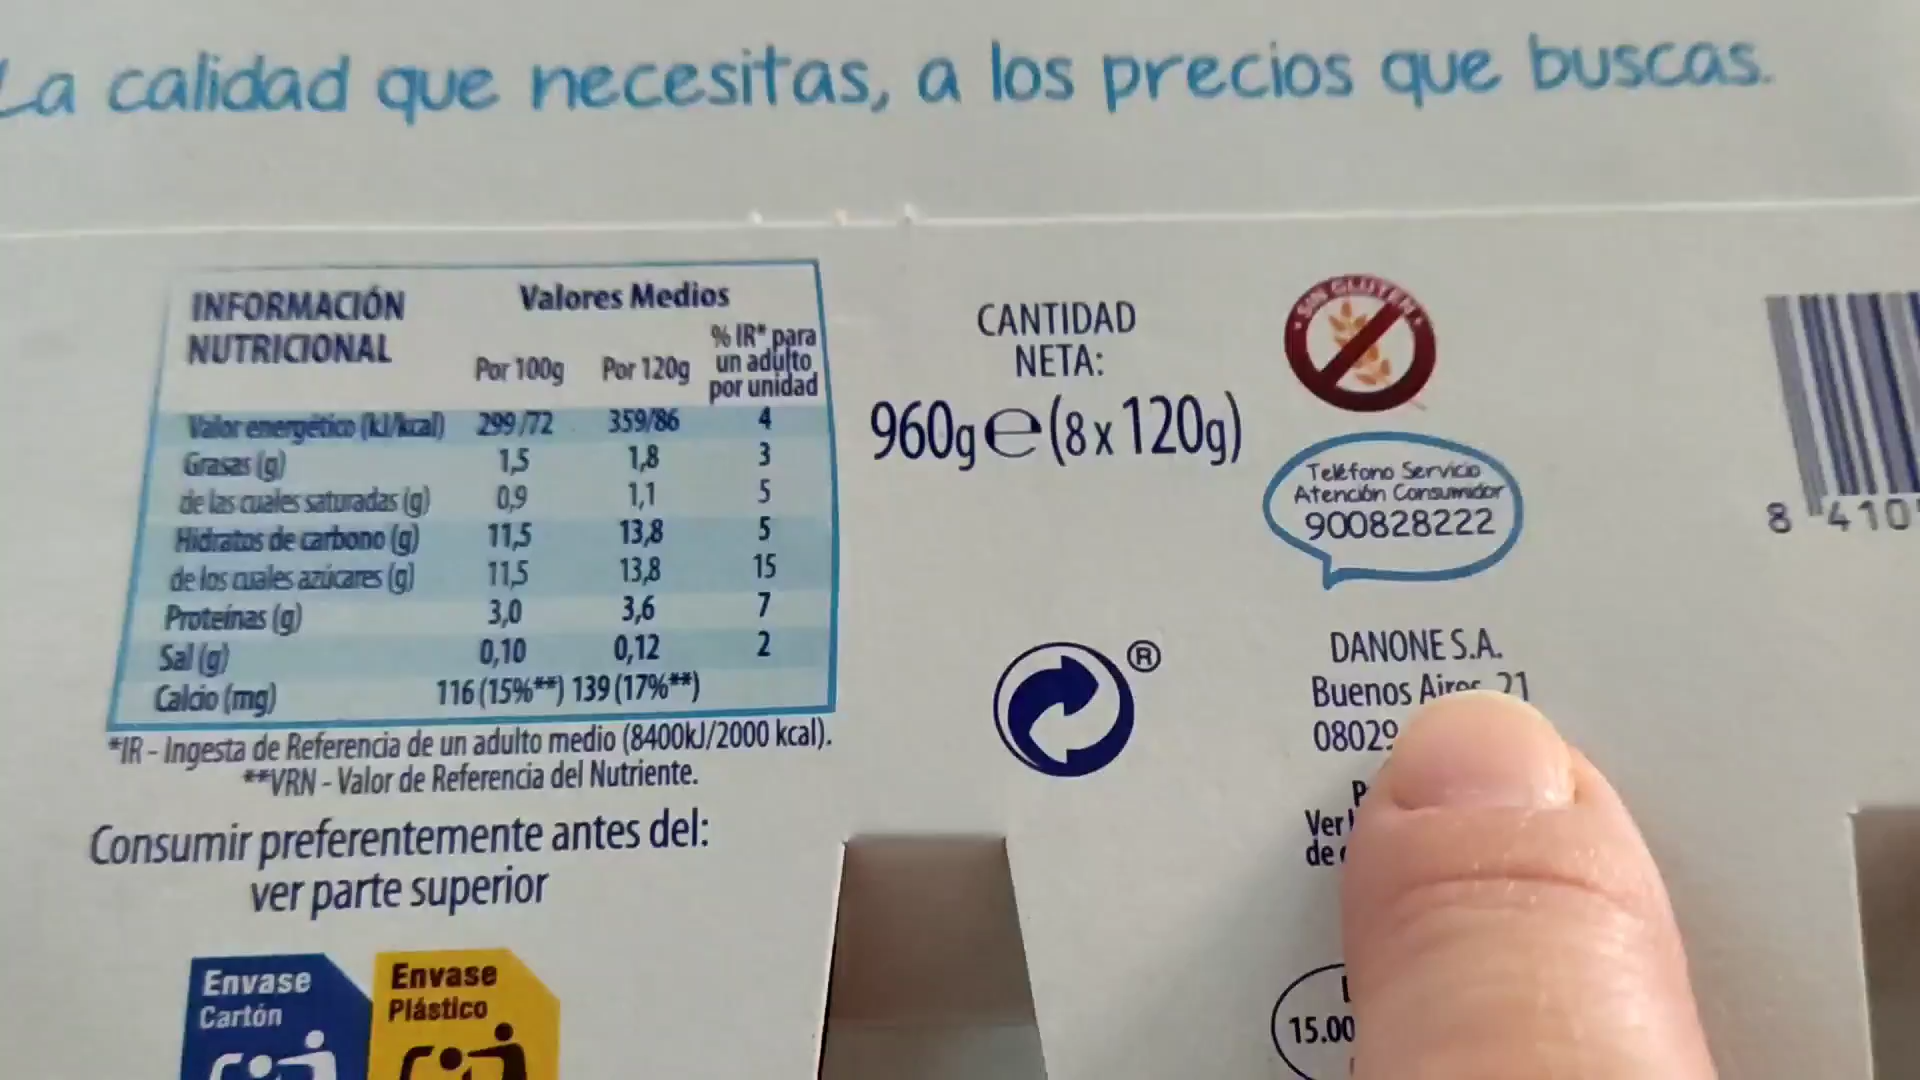 La calidad que necesitas, a los precios que buscas.
INFORMACIÓN NUTRICIONAL
Valores Medios
Por 100g Por 120g % IR* para un adulto por unidad
Valor energético (kJ/kcal) 299/72 359/86 4
Grasas (g) 1,5 1,8 3
de las cuales saturadas (g) 0,9 1,1 5
Hidratos de carbono (g) 11,5 13,8 5
de los cuales azúcares (g) 11,5 13,8 15
Proteínas (g) 3,0 3,6 7
Sal (g) 0,10 0,12 2
Calcio (mg) 116 (15%**) 139 (17%**)
*IR - Ingesta de Referencia de un adulto medio (8400kJ/2000 kcal).
**VRN - Valor de Referencia del Nutriente.
Consumir preferentemente antes del:
ver parte superior
Envase
Cartón
Envase
Plástico
CANTIDAD
NETA:
960g e (8 x 120g)
®
SIN GLUTEN
Teléfono Servicio
Atención Consumidor
900828222
DANONE S.A.
Buenos Aires, 21
08029
Ver
de
15.00
8 410